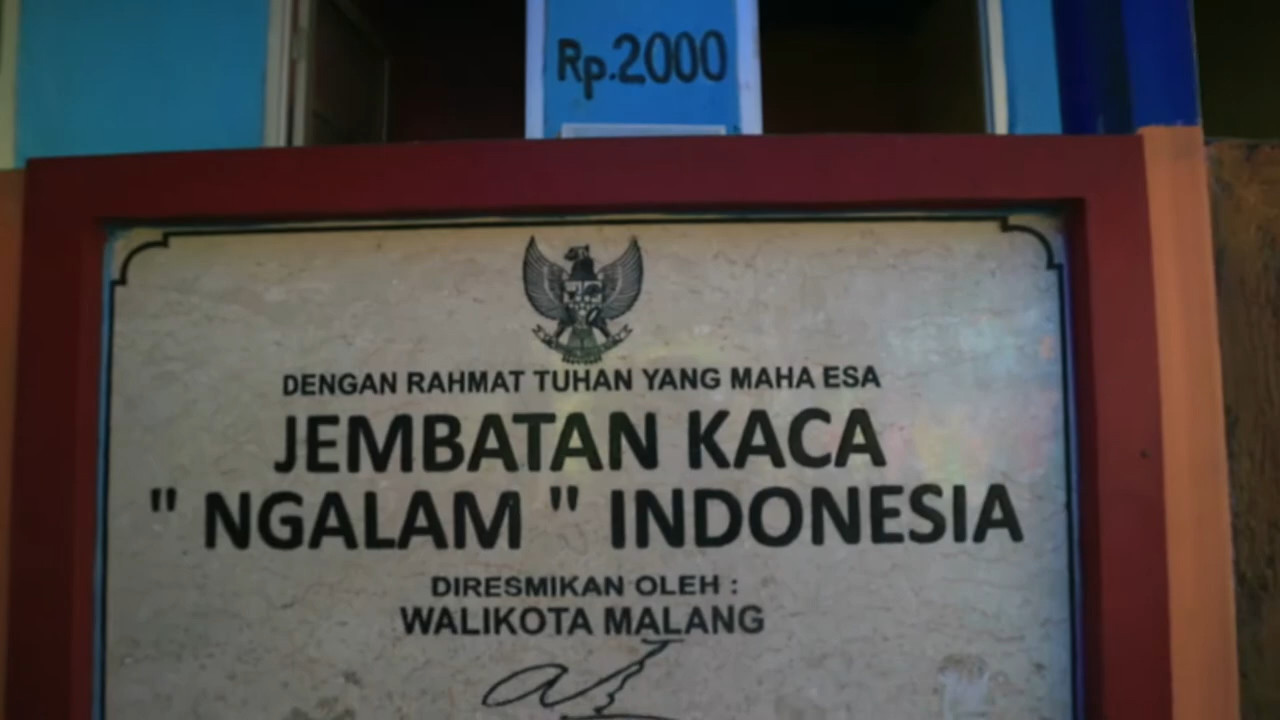 Rp.2000
DENGAN RAHMAT TUHAN YANG MAHA ESA
JEMBATAN KACA
" NGALAM " INDONESIA
DIRESMIKAN OLEH :
WALIKOTA MALANG